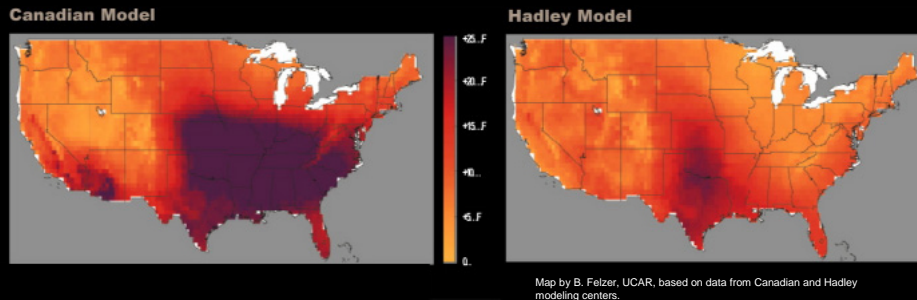 Canadian Model
Hadley Model
+25..F
+20..F
+15..F
+10..
+5..F
0..
Map by B. Felzer, UCAR, based on data from Canadian and Hadley
modeling centers.